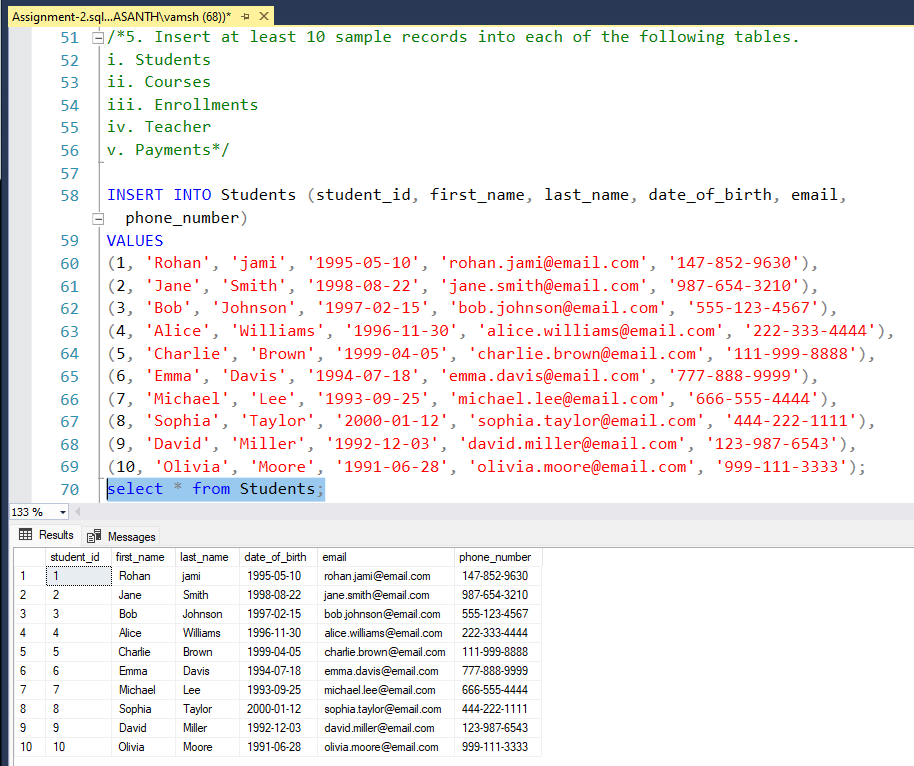 Assignment-2.sql...ASANTH\vamsh (68))*
51 /*5. Insert at least 10 sample records into each of the following tables.
52 i. Students
53 ii. Courses
54 iii. Enrollments
55 iv. Teacher
56 v. Payments*/
57
58 INSERT INTO Students (student_id, first_name, last_name, date_of_birth, email,
phone_number)
59 VALUES
60 (1, 'Rohan', 'jami', '1995-05-10', 'rohan.jami@email.com', '147-852-9630'),
61 (2, 'Jane', 'Smith', '1998-08-22', 'jane.smith@email.com', '987-654-3210'),
62 (3, 'Bob', 'Johnson', '1997-02-15', 'bob.johnson@email.com', '555-123-4567'),
63 (4, 'Alice', 'Williams', '1996-11-30', 'alice.williams@email.com', '222-333-4444'),
64 (5, 'Charlie', 'Brown', '1999-04-05', 'charlie.brown@email.com', '111-999-8888'),
65 (6, 'Emma', 'Davis', '1994-07-18', 'emma.davis@email.com', '777-888-9999'),
66 (7, 'Michael', 'Lee', '1993-09-25', 'michael.lee@email.com', '666-555-4444'),
67 (8, 'Sophia', 'Taylor', '2000-01-12', 'sophia.taylor@email.com', '444-222-1111'),
68 (9, 'David', 'Miller', '1992-12-03', 'david.miller@email.com', '123-987-6543'),
69 (10, 'Olivia', 'Moore', '1991-06-28', 'olivia.moore@email.com', '999-111-3333');
70 select * from Students;
133 %
Results Messages
student_id first_name last_name date_of_birth email phone_number
1 1 Rohan jami 1995-05-10 rohan.jami@email.com 147-852-9630
2 2 Jane Smith 1998-08-22 jane.smith@email.com 987-654-3210
3 3 Bob Johnson 1997-02-15 bob.johnson@email.com 555-123-4567
4 4 Alice Williams 1996-11-30 alice.williams@email.com 222-333-4444
5 5 Charlie Brown 1999-04-05 charlie.brown@email.com 111-999-8888
6 6 Emma Davis 1994-07-18 emma.davis@email.com 777-888-9999
7 7 Michael Lee 1993-09-25 michael.lee@email.com 666-555-4444
8 8 Sophia Taylor 2000-01-12 sophia.taylor@email.com 444-222-1111
9 9 David Miller 1992-12-03 david.miller@email.com 123-987-6543
10 10 Olivia Moore 1991-06-28 olivia.moore@email.com 999-111-3333